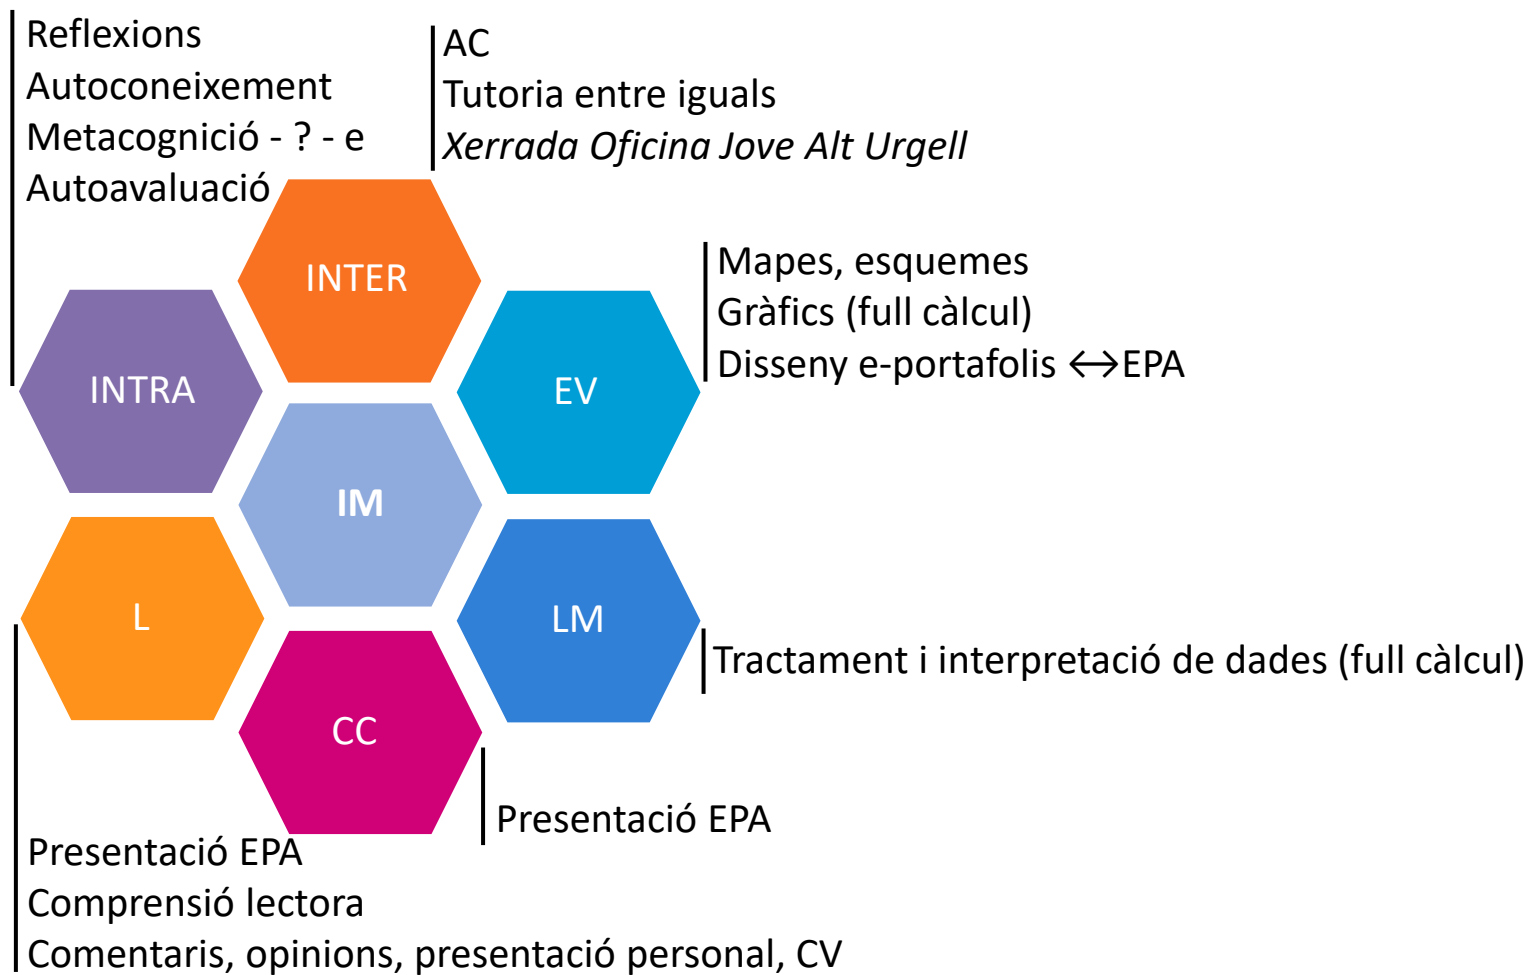 Reflexions
Autoconeixement
Metacognició - ? - e
Autoavaluació
AC
Tutoria entre iguals
Xerrada Oficina Jove Alt Urgell
INTER
Mapes, esquemes
Gràfics (full càlcul)
Disseny e-portafolis ↔EPA
INTRA
EV
IM
L
LM
Tractament i interpretació de dades (full càlcul)
CC
Presentació EPA
Presentació EPA
Comprensió lectora
Comentaris, opinions, presentació personal, CV